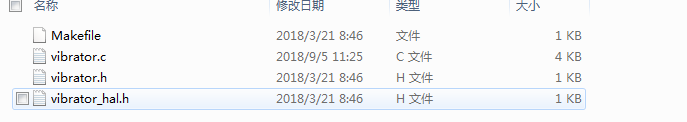 名称 修改日期 类型 大小
Makefile 2018/3/21 8:46 文件 1 KB
vibrator.c 2018/9/5 11:25 C 文件 4 KB
vibrator.h 2018/3/21 8:46 H 文件 1 KB
vibrator_hal.h 2018/3/21 8:46 H 文件 1 KB